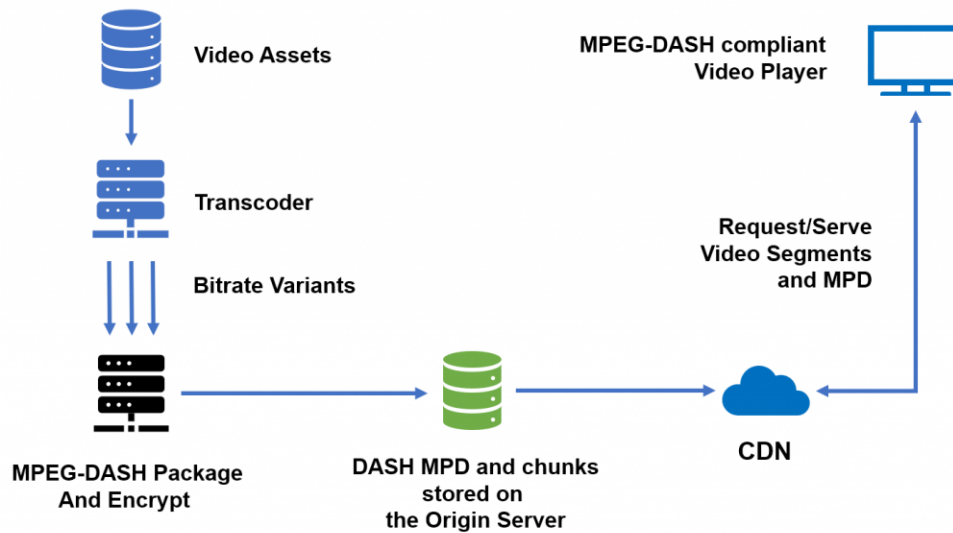 Video Assets
MPEG-DASH compliant
Video Player
Transcoder
Request/Serve
Video Segments
and MPD
Bitrate Variants
MPEG-DASH Package
And Encrypt
DASH MPD and chunks
stored on
the Origin Server
CDN